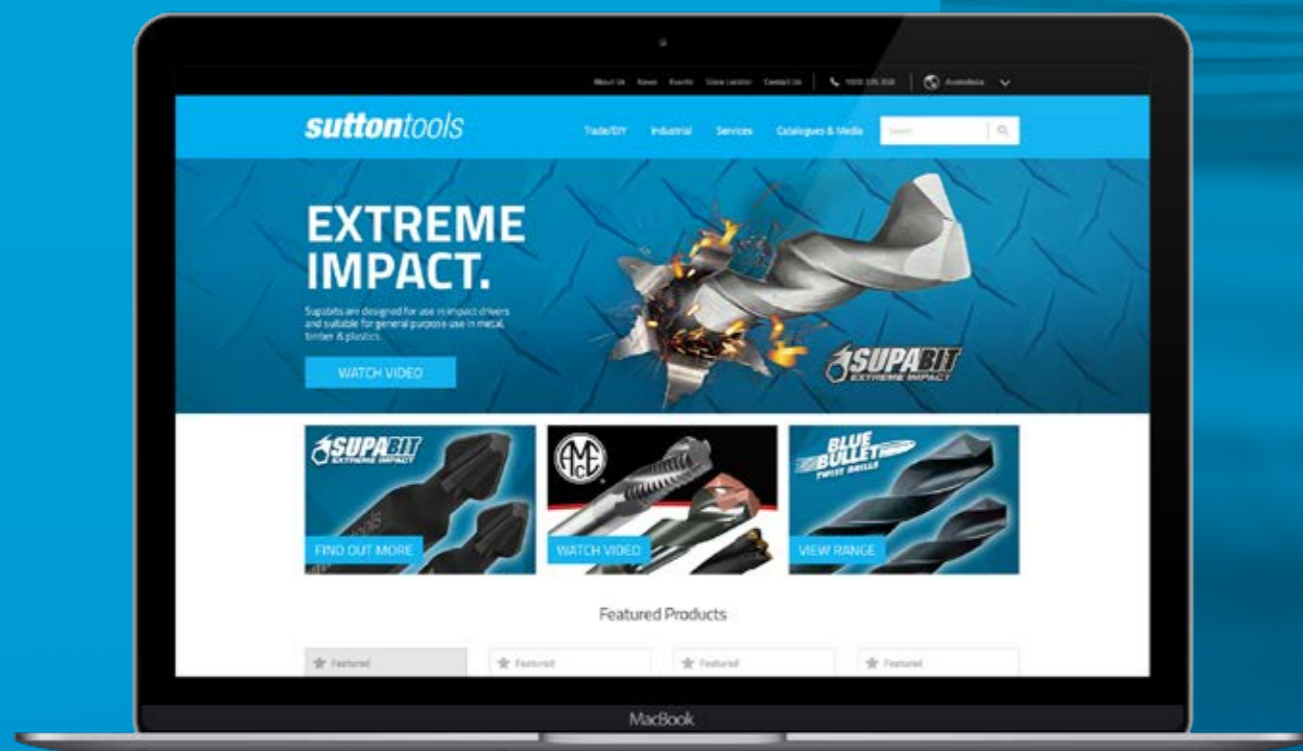 About Us News Events Store Locator Contact Us Australasia
suttontools
Trade/DIY Industrial Services Catalogues & Media Search
EXTREME
IMPACT.
Supabits are designed for use in impact drivers
and suitable for general purpose use in metal,
timber & plastics.
WATCH VIDEO
SUPABIT
EXTREME IMPACT
SUPABIT
EXTREME IMPACT
FIND OUT MORE
AMEC
WATCH VIDEO
BLUE
BULLET
TWIST DRILLS
VIEW RANGE
Featured Products
Featured Featured Featured Featured
MacBook